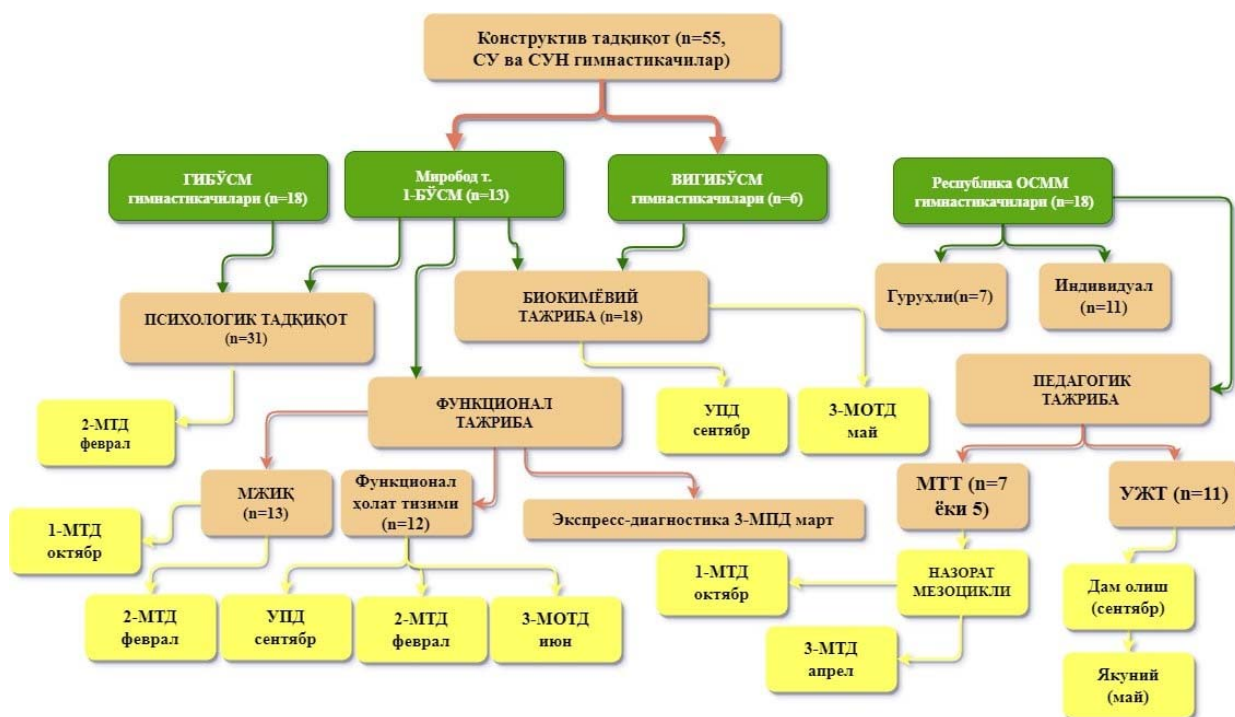 Конструктив тадқиқот (n=55,
СУ ва СУН гимнастикачилар)
ГИБЎСМ
гимнастикачилари (n=18)
Миробод т.
1-БЎСМ (n=13)
ВИГИБЎСМ
гимнастикачилари (n=6)
Республика ОСММ
гимнастикачилари (n=18)
Гуруҳли(n=7)
Индивидуал
(n=11)
ПСИХОЛОГИК ТАДҚИҚОТ
(n=31)
БИОКИМЁВИЙ
ТАЖРИБА (n=18)
ПЕДАГОГИК
ТАЖРИБА
2-МТД
феврал
ФУНКЦИОНАЛ
ТАЖРИБА
УПД
сентябр
3-МОТД
май
МЖИҚ
(n=13)
Функционал
ҳолат тизими
(n=12)
Экспресс-диагностика 3-МПД март
МТТ (n=7
ёки 5)
УЖТ (n=11)
1-МТД
октябр
2-МТД
феврал
УПД
сентябр
2-МТД
феврал
3-МОТД
июн
1-МТД
октябр
НАЗОРАТ
МЕЗОЦИКЛИ
Дам олиш
(сентябр)
3-МТД
апрел
Якуний
(май)